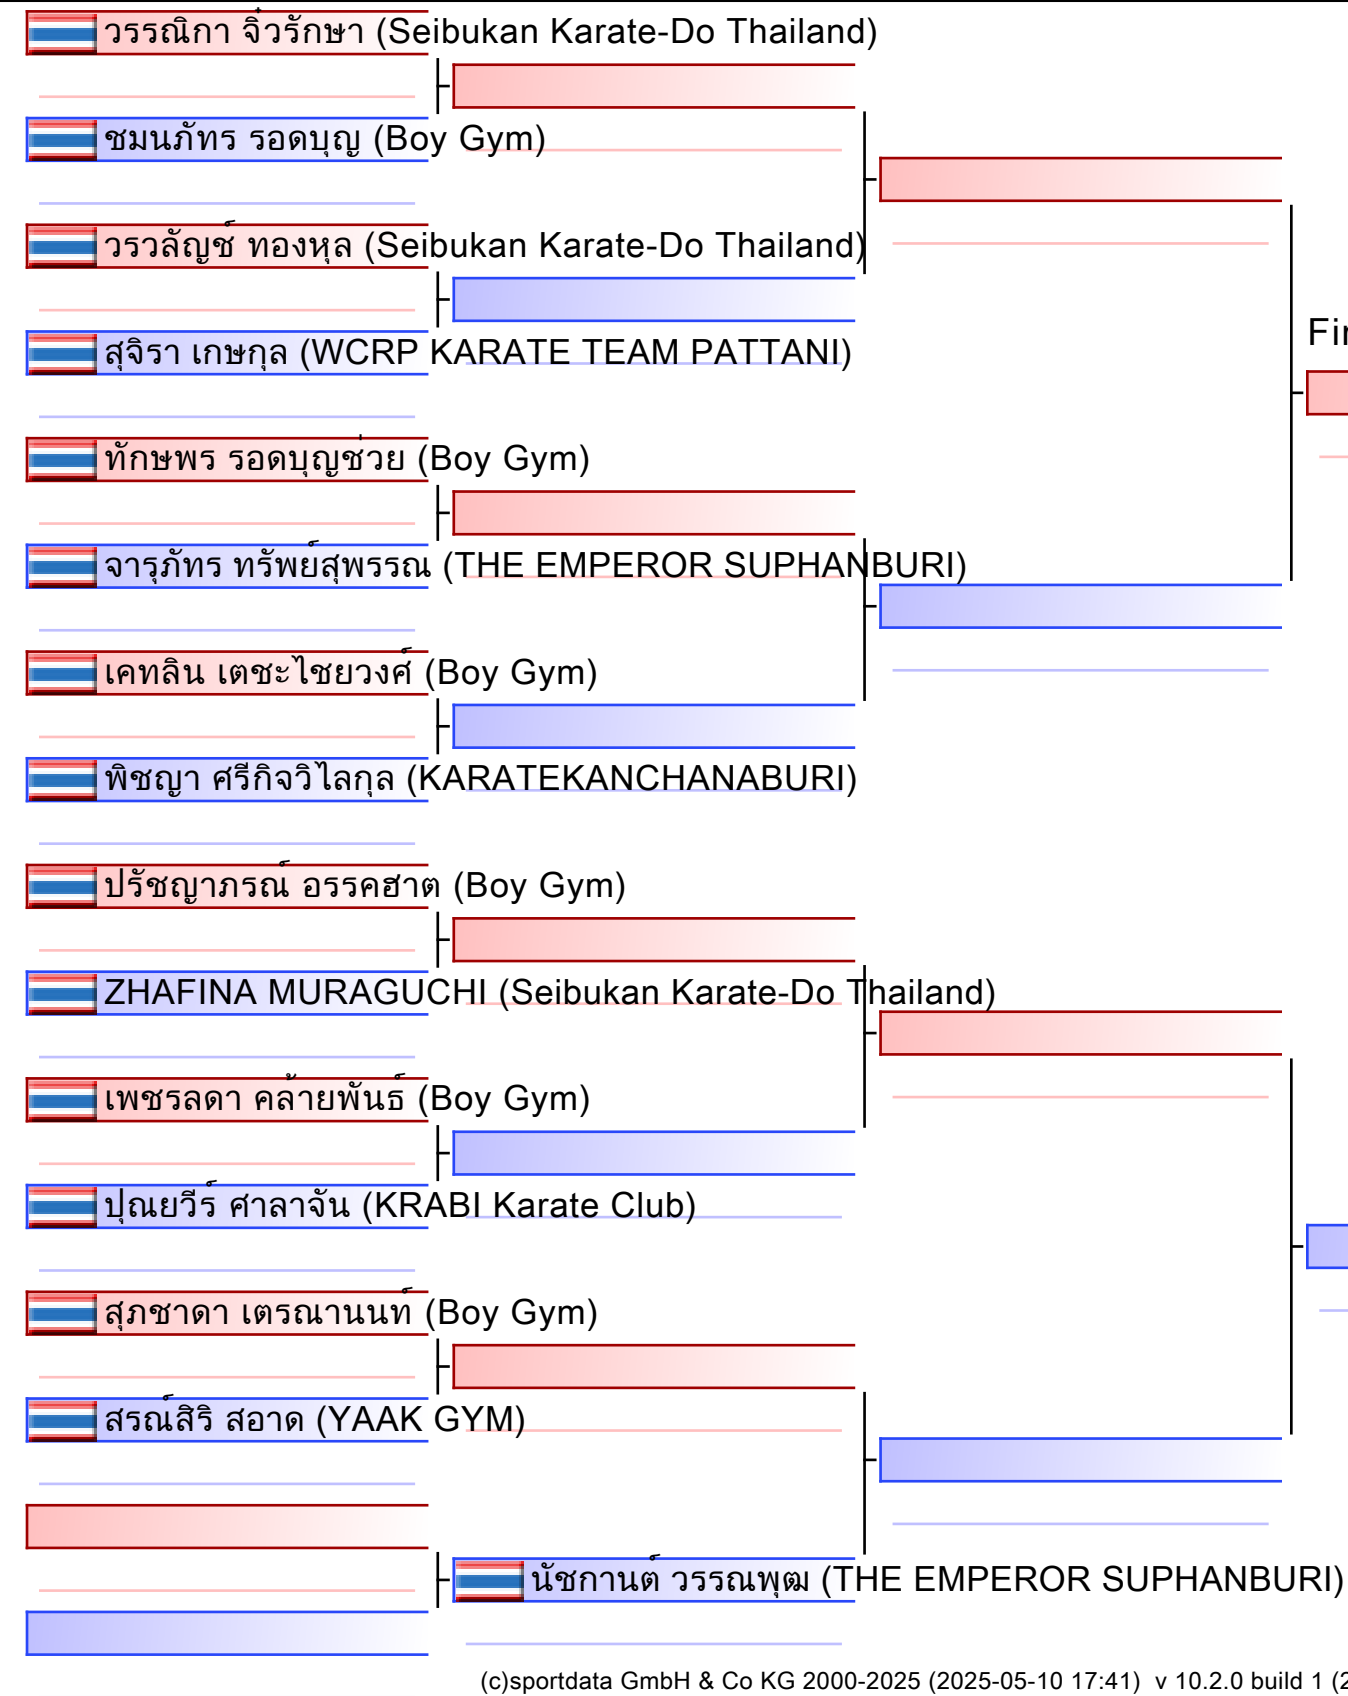 วรรณิกา จิ๋วรักษา (Seibukan Karate-Do Thailand)
ชมนภัทร รอดบุญ (Boy Gym)
วรวลัญช์ ทองหุล (Seibukan Karate-Do Thailand)
Fir
สุจิรา เกษกุล (WCRP KARATE TEAM PATTANI)
ทักษพร รอดบุญช่วย (Boy Gym)
จารุภัทร ทรัพย์สุพรรณ (THE EMPEROR SUPHANBURI)
เคทลิน เตชะไชยวงศ์ (Boy Gym)
พิชญา ศรีกิจวิไลกุล (KARATEKANCHANABURI)
ปรัชญาภรณ์ อรรคฮาต (Boy Gym)
ZHAFINA MURAGUCHI (Seibukan Karate-Do Thailand)
เพชรลดา คล้ายพันธ์ (Boy Gym)
ปุณยวีร์ ศาลาจัน (KRABI Karate Club)
สุภชาดา เตรณานนท์ (Boy Gym)
สรณ์สิริ สอาด (YAAK GYM)
นัชกานต์ วรรณพุฒ (THE EMPEROR SUPHANBURI)
(c)sportdata GmbH & Co KG 2000-2025 (2025-05-10 17:41) v 10.2.0 build 1 (2